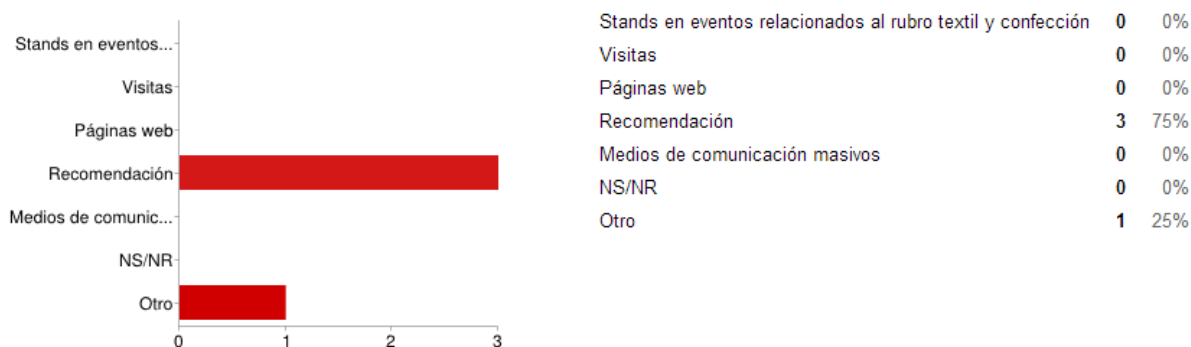 Stands en eventos...
Visitas
Páginas web
Recomendación
Medios de comunic...
NS/NR
Otro
0 1 2 3
Stands en eventos relacionados al rubro textil y confección 0 0%
Visitas 0 0%
Páginas web 0 0%
Recomendación 3 75%
Medios de comunicación masivos 0 0%
NS/NR 0 0%
Otro 1 25%